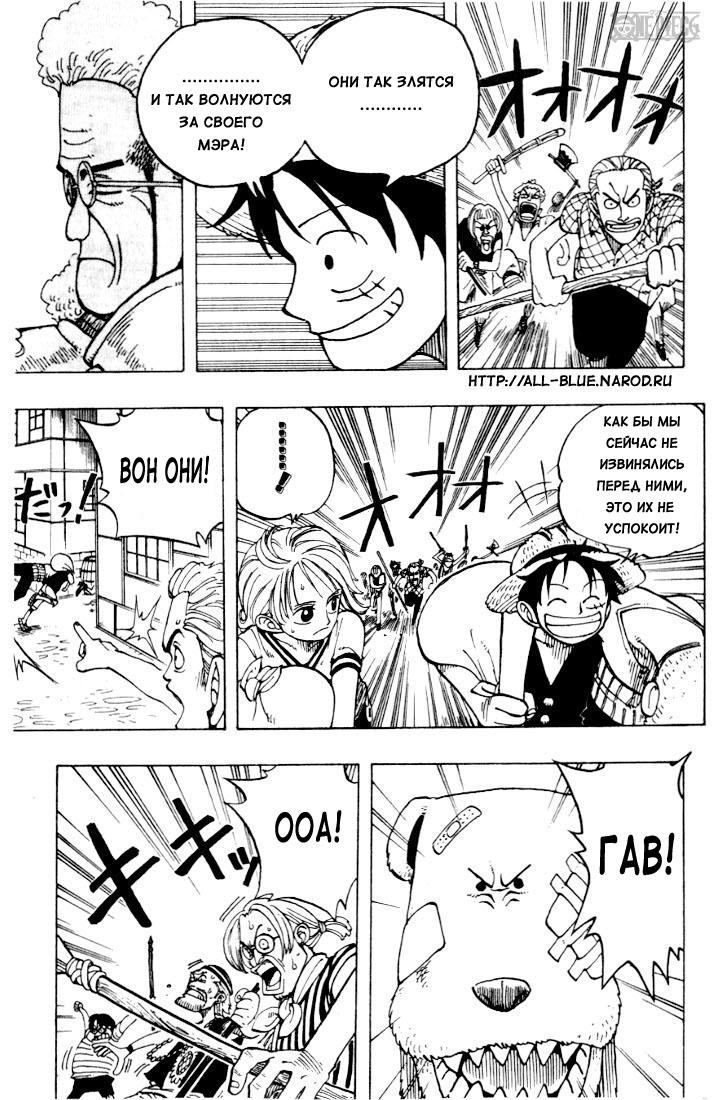 ONE PIECE
オオオ
ОНИ ТАК ЗЛЯТСЯ
............
...............
И ТАК ВОЛНУЮТСЯ
ЗА СВОЕГО
МЭРА!
HTTP://ALL-BLUE.NAROD.RU
КАК БЫ МЫ
СЕЙЧАС НЕ
ИЗВИНЯЛИСЬ
ПЕРЕД НИМИ,
ЭТО ИХ НЕ
УСПОКОИТ!
オオオ
ВОН ОНИ!
だっ!
ГАВ!
ООА!
キキッ